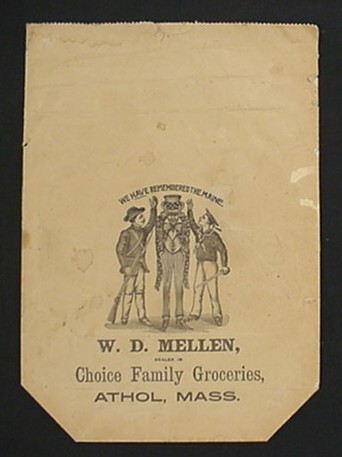 WE HAVE REMEMBERED THE MAINE.
W. D. MELLEN,
DEALER IN
Choice Family Groceries,
ATHOL, MASS.